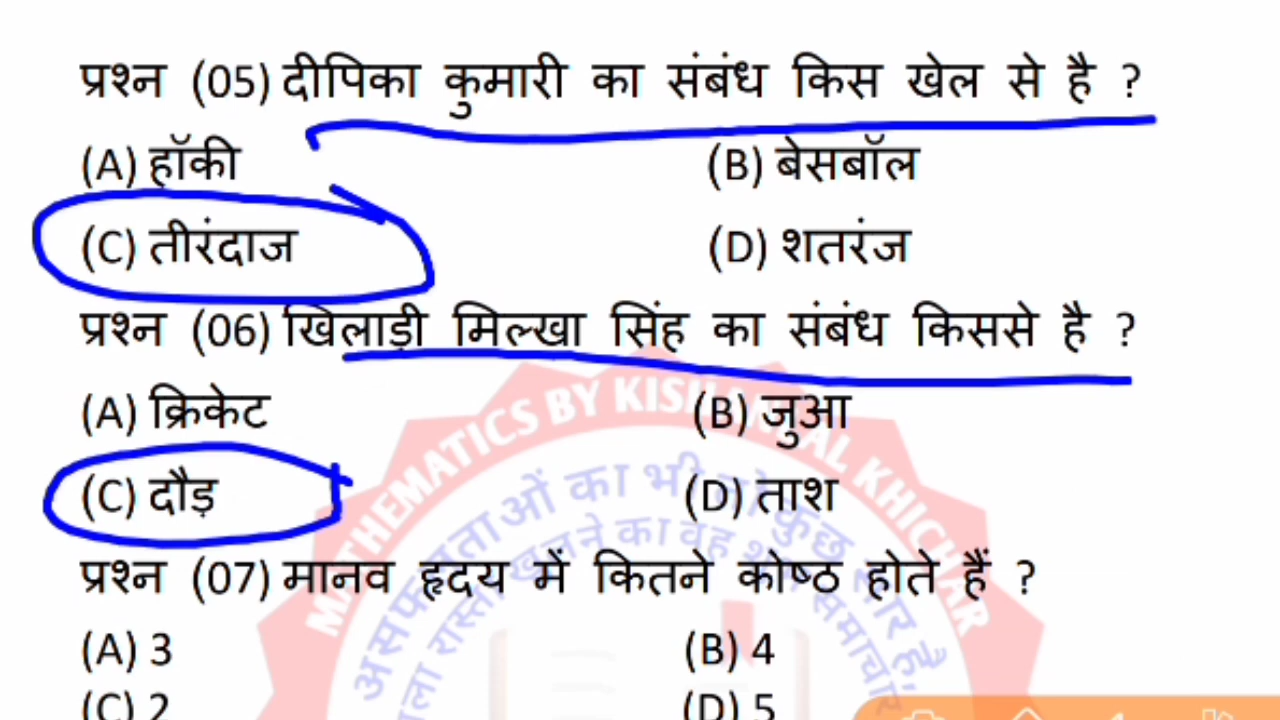 प्रश्न (05) दीपिका कुमारी का संबंध किस खेल से है ?
(A) हॉकी (B) बेसबॉल
(C) तीरंदाज (D) शतरंज
प्रश्न (06) खिलाड़ी मिल्खा सिंह का संबंध किससे है ?
(A) क्रिकेट (B) जुआ
(C) दौड़ (D) ताश
प्रश्न (07) मानव हृदय में कितने कोष्ठ होते हैं ?
(A) 3 (B) 4
(C) 2 (D) 5
MATHEMATICS BY KISHAN LAL KHICHAR
असफलताओं का भी